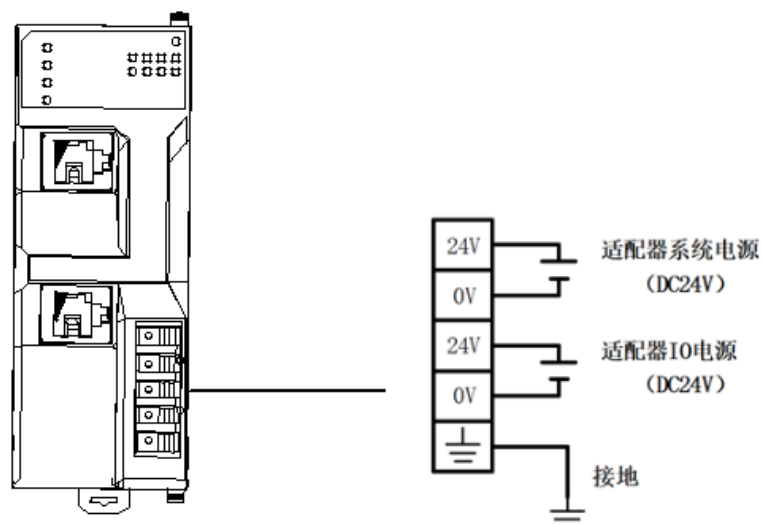 24V
适配器系统电源
（DC24V）
0V
24V
适配器IO电源
（DC24V）
0V
接地